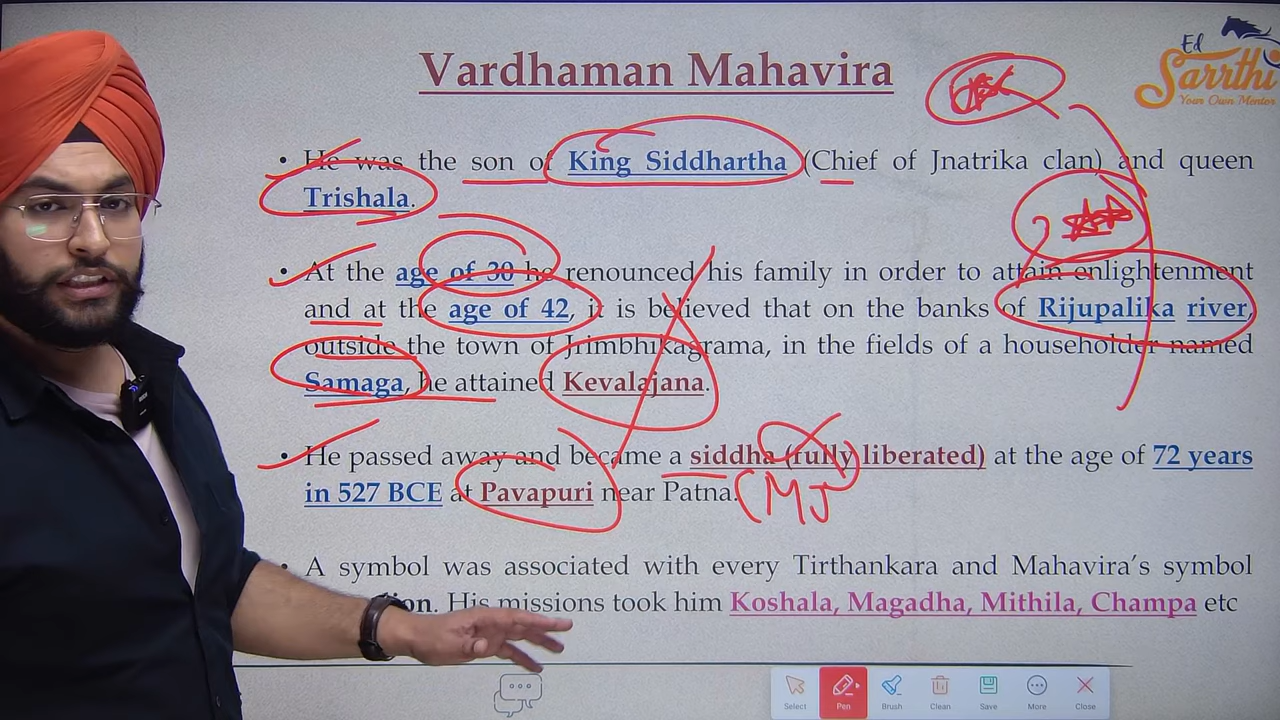 Vardhaman Mahavira
Ed
Sarrthi
Your Own Mentor
• He was the son of King Siddhartha (Chief of Jnatrika clan) and queen
Trishala.
• At the age of 30 he renounced his family in order to attain enlightenment
and at the age of 42, it is believed that on the banks of Rijupalika river,
outside the town of Jrimbhikagrama, in the fields of a householder named
Samaga, he attained Kevalajana.
• He passed away and became a siddha (fully liberated) at the age of 72 years
in 527 BCE at Pavapuri near Patna.
(MJ
• A symbol was associated with every Tirthankara and Mahavira's symbol
lion. His missions took him Koshala, Magadha, Mithila, Champa etc
Select
Pen
Brush
Clean
Save
More
Close